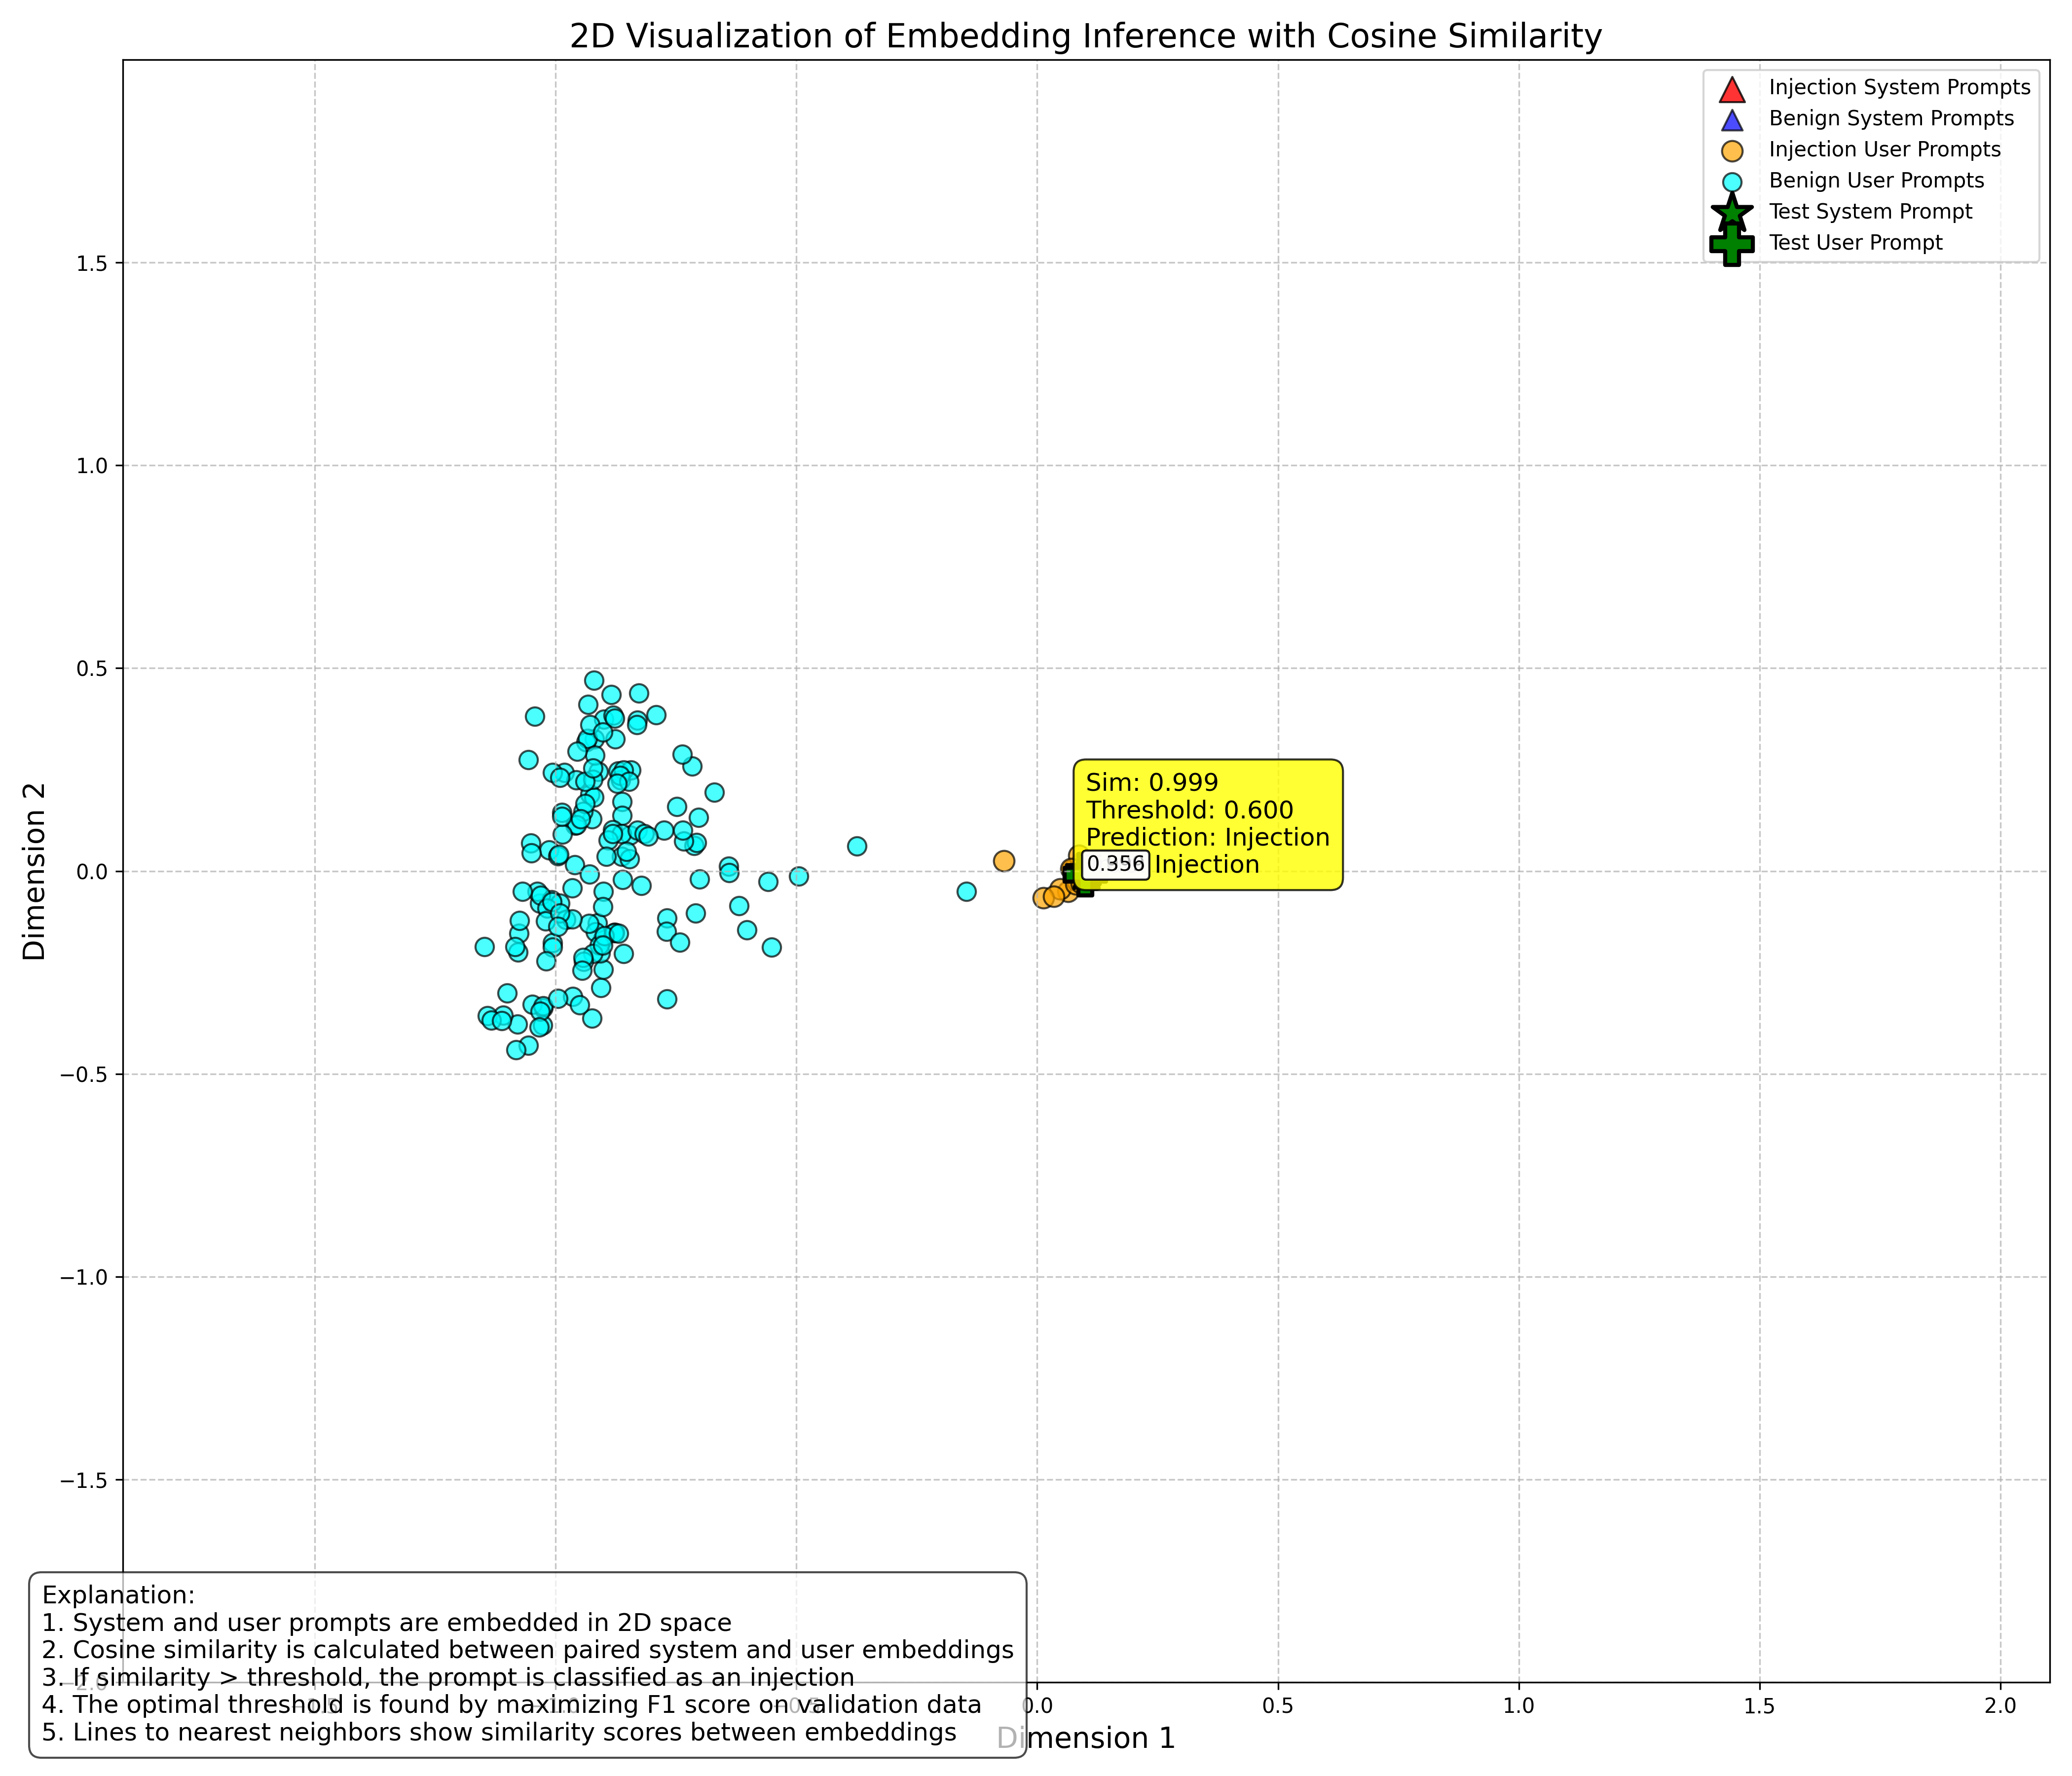 2D Visualization of Embedding Inference with Cosine Similarity
Injection System Prompts
Benign System Prompts
Injection User Prompts
Benign User Prompts
Test System Prompt
Test User Prompt
1.5
1.0
0.5
0.0
−0.5
−1.0
−1.5
Dimension 2
Sim: 0.999
Threshold: 0.600
Prediction: Injection
0.356 Injection
Explanation:
1. System and user prompts are embedded in 2D space
2. Cosine similarity is calculated between paired system and user embeddings
3. If similarity > threshold, the prompt is classified as an injection
4. The optimal threshold is found by maximizing F1 score on validation data
5. Lines to nearest neighbors show similarity scores between embeddings
0.0 0.5 1.0 1.5 2.0
Dimension 1